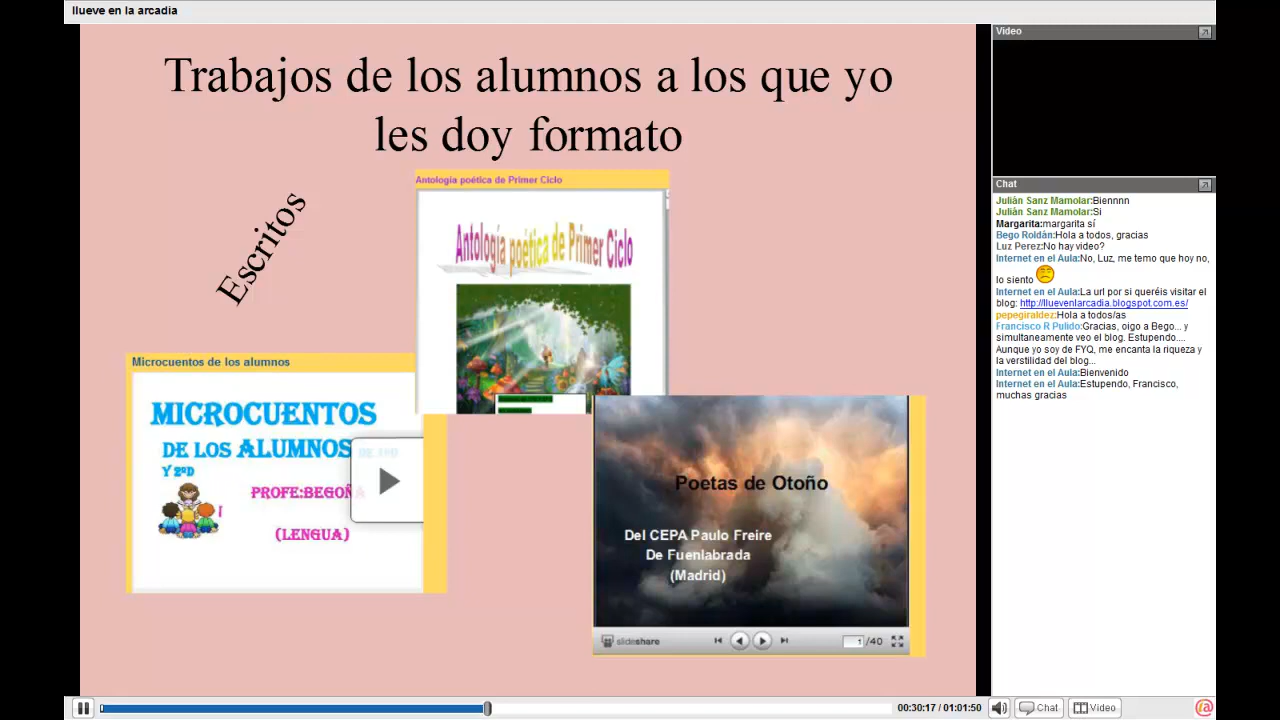 llueve en la arcadia
Trabajos de los alumnos a los que yo
les doy formato
Escritos
Antología poética de Primer Ciclo
Antología poética de Primer Ciclo
Microcuentos de los alumnos
MICROCUENTOS
DE LOS ALUMNOS DE 1ºD
Y 2ºD
PROFE:BEGOÑA
(LENGUA)
Poetas de Otoño
Del CEPA Paulo Freire
De Fuenlabrada
(Madrid)
slideshare
1 /40
Video
Chat
Julián Sanz Mamolar:Biennnn
Julián Sanz Mamolar:Si
Margarita:margarita sí
Bego Roldán:Hola a todos, gracias
Luz Perez:No hay video?
Internet en el Aula:No, Luz, me temo que hoy no,
lo siento
Internet en el Aula:La url por si queréis visitar el
blog: http://lluevenlarcadia.blogspot.com.es/
pepegiraldez:Hola a todos/as
Francisco R Pulido:Gracias, oigo a Bego... y
simultaneamente veo el blog. Estupendo....
Aunque yo soy de FYQ, me encanta la riqueza y
la verstilidad del blog...
Internet en el Aula:Bienvenido
Internet en el Aula:Estupendo, Francisco,
muchas gracias
00:30:17 / 01:01:50
Chat
Video